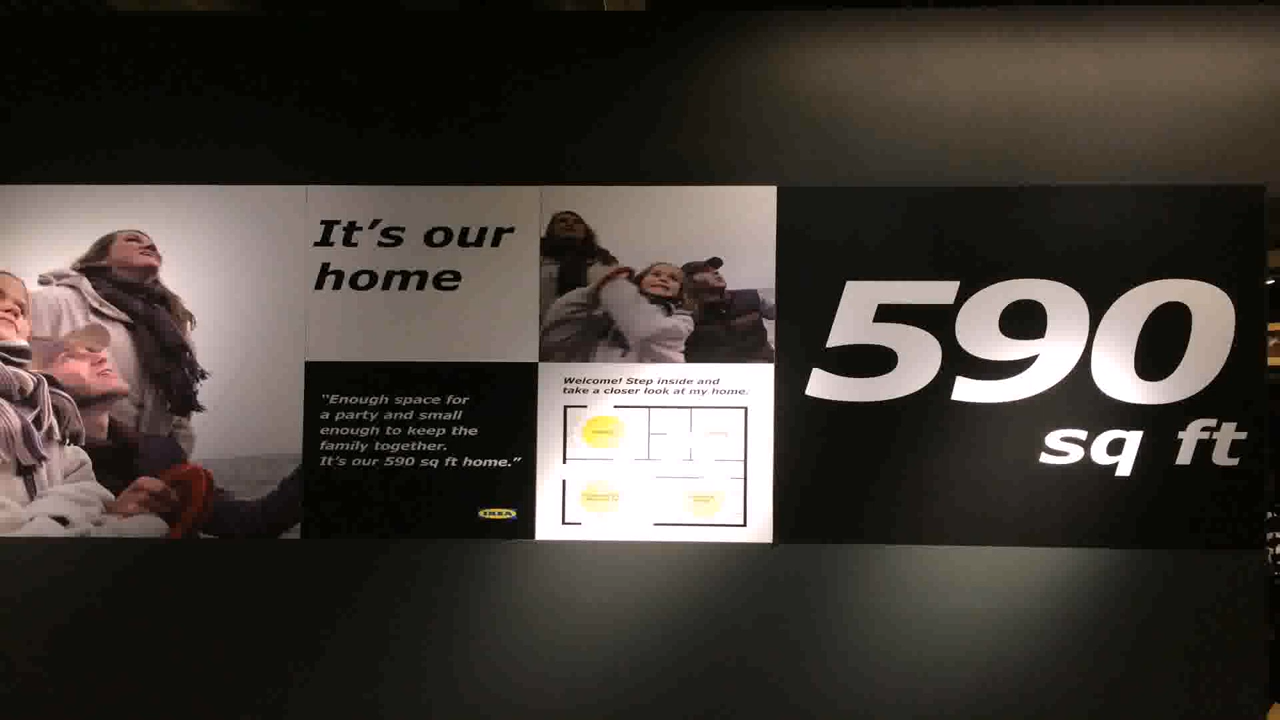 It's our
home
"Enough space for
a party and small
enough to keep the
family together.
It's our 590 sq ft home."
IKEA
Welcome! Step inside and
take a closer look at my home.
590
sq ft